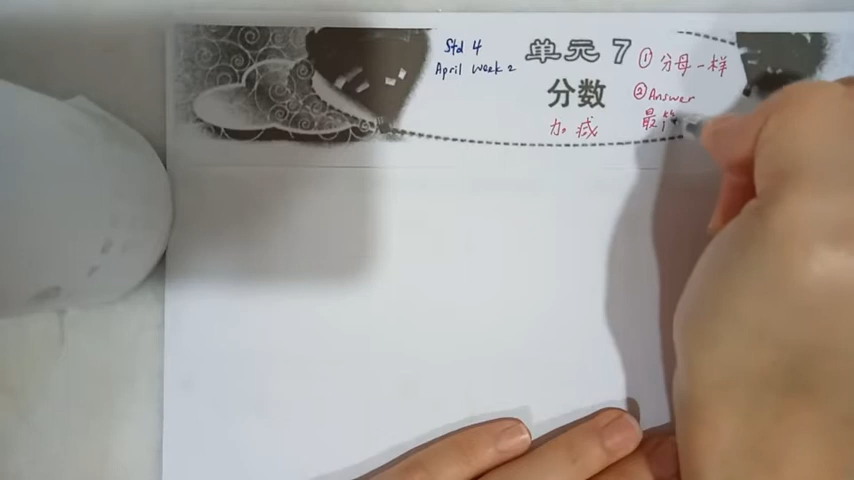 Std 4
April Week 2
单元 7
分数
加 减
① 分母一样
② Answer
最